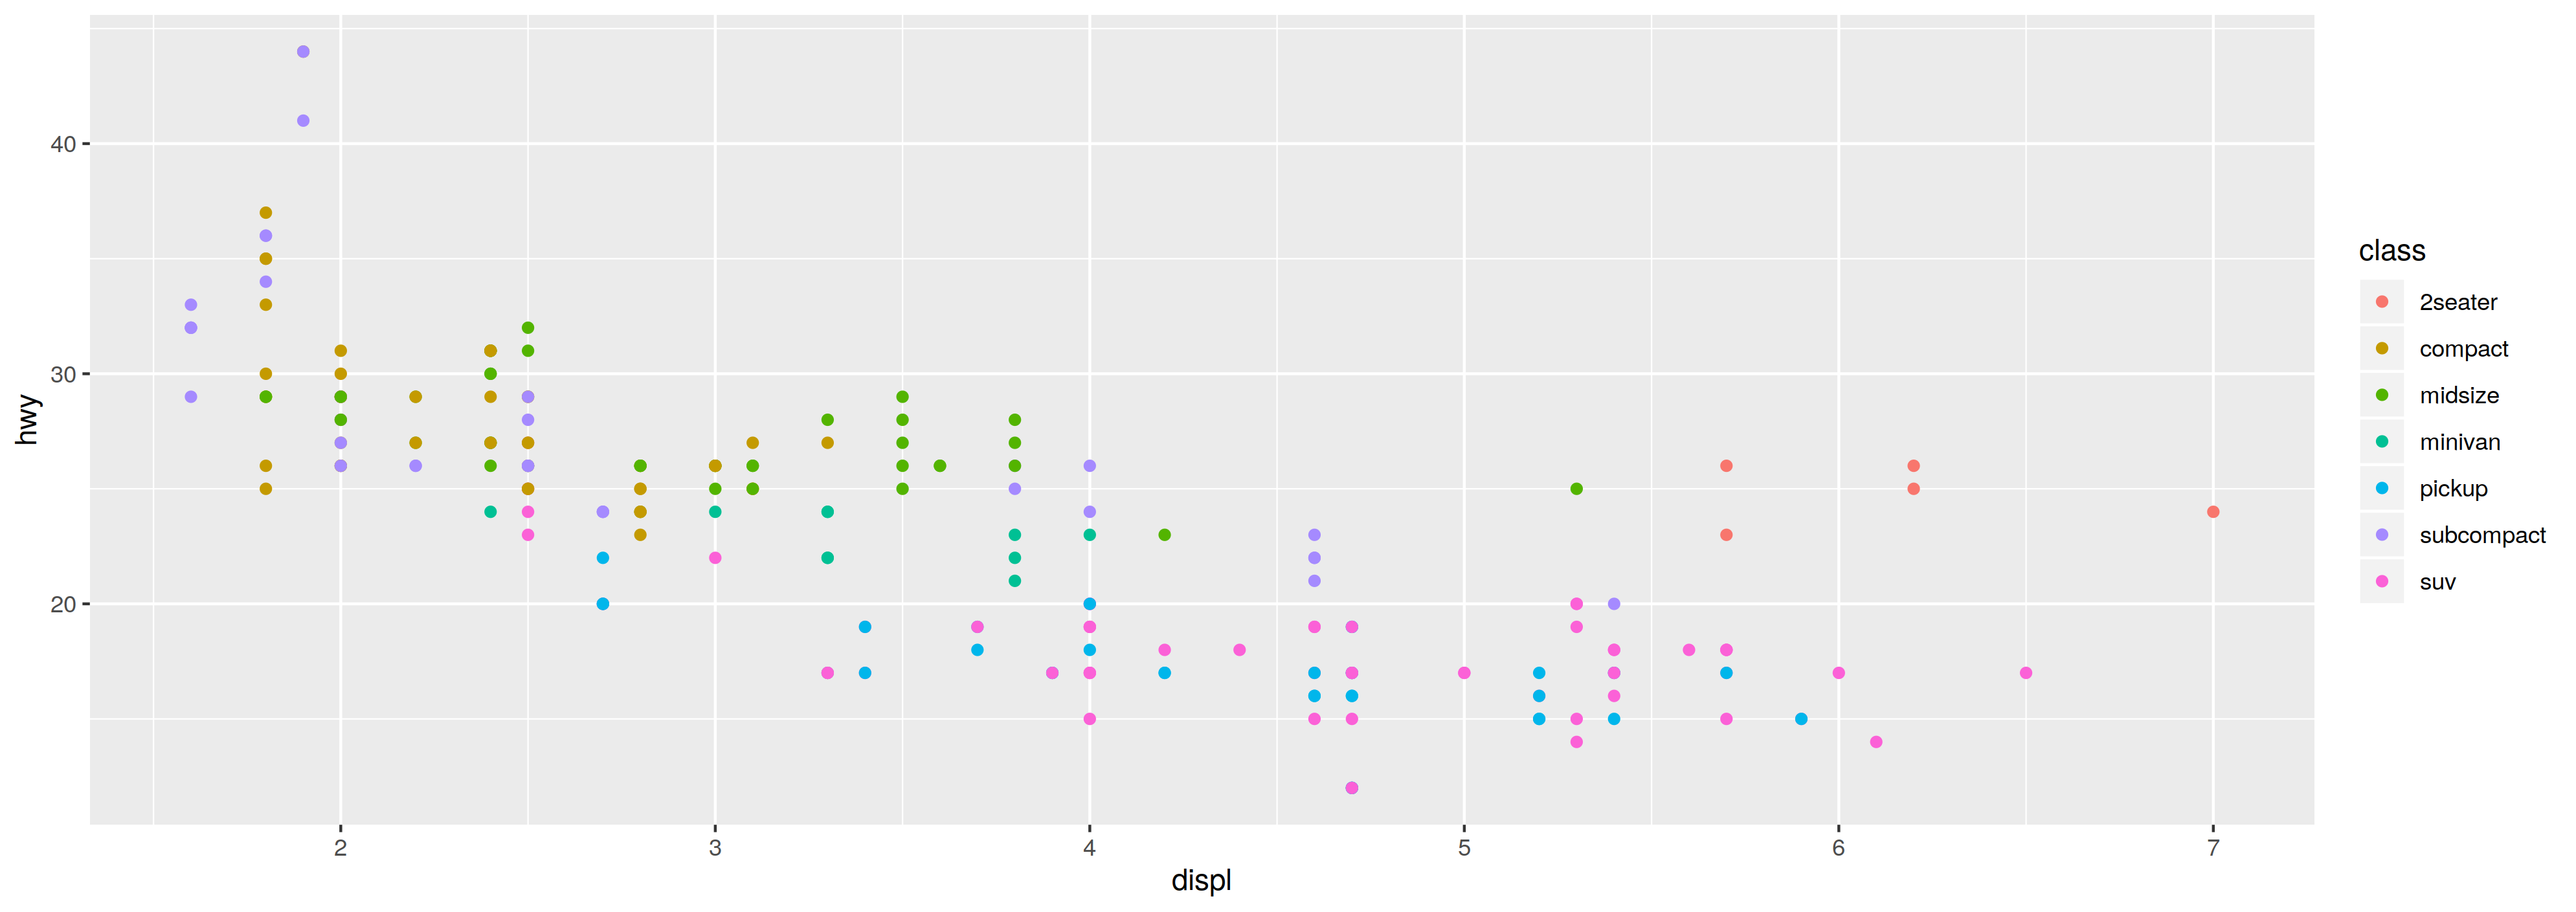 40
30
20
hwy
2
3
4
5
6
7
displ
class
2seater
compact
midsize
minivan
pickup
subcompact
suv